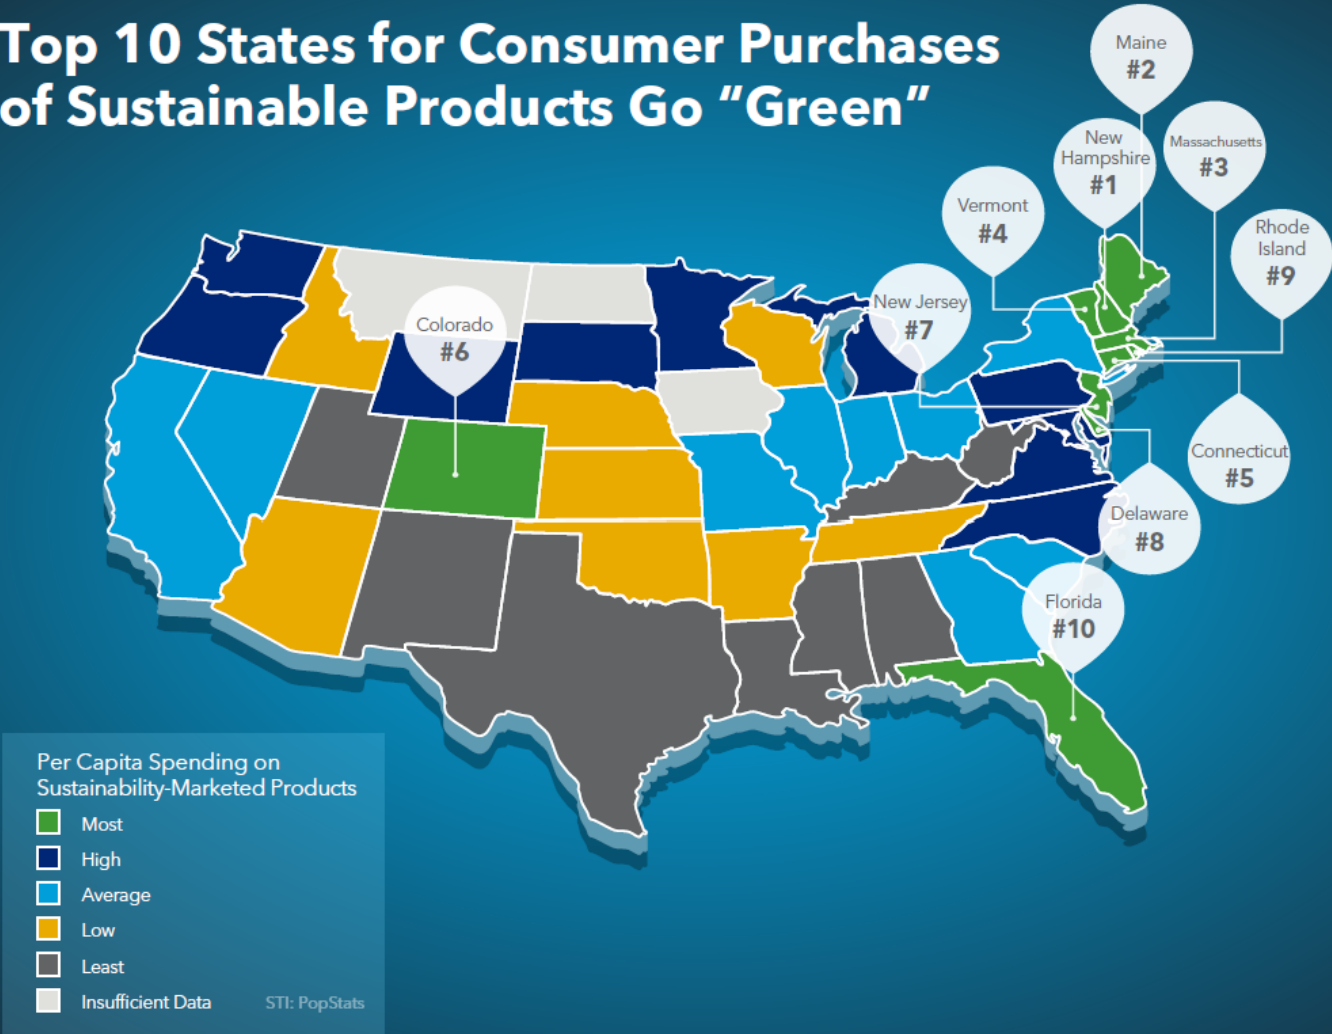 Top 10 States for Consumer Purchases
of Sustainable Products Go “Green”
Maine
#2
New
Hampshire
#1
Massachusetts
#3
Vermont
#4
Rhode
Island
#9
New Jersey
#7
Colorado
#6
Connecticut
#5
Delaware
#8
Florida
#10
Per Capita Spending on
Sustainability-Marketed Products
Most
High
Average
Low
Least
Insufficient Data
STI: PopStats